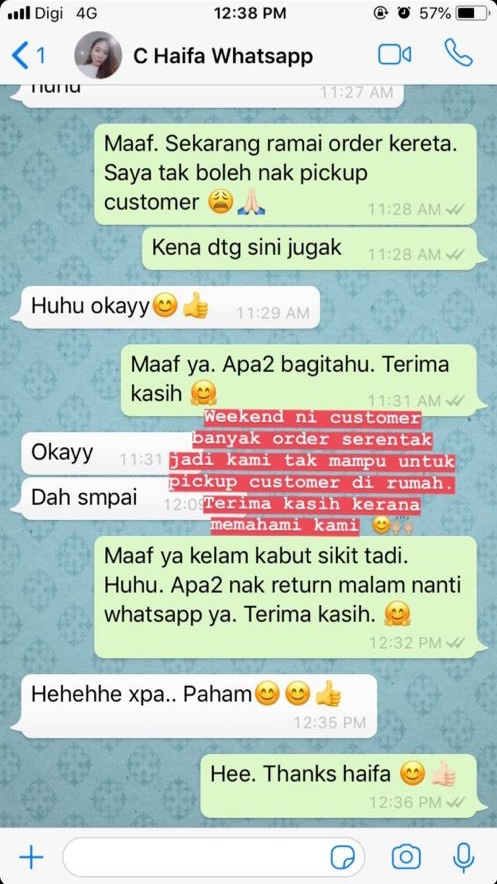 Digi 4G 12:38 PM 57%
1 C Haifa Whatsapp
11:27 AM
Maaf. Sekarang ramai order kereta.
Saya tak boleh nak pickup
customer 😩🙏🏻
11:28 AM
Kena dtg sini jugak 11:28 AM
Huhu okayy😊👍 11:29 AM
Maaf ya. Apa2 bagitahu. Terima
kasih 🤗
11:31 AM
Weekend ni customer
banyak order serentak
jadi kami tak mampu untuk
pickup customer di rumah.
Terima kasih kerana
memahami kami 😊🙌🏼
Okayy 11:31
Dah smpai 12:09
Maaf ya kelam kabut sikit tadi.
Huhu. Apa2 nak return malam nanti
whatsapp ya. Terima kasih. 🤗
12:32 PM
Hehehhe xpa.. Paham😊😊👍
12:35 PM
Hee. Thanks haifa 😊👍🏻
12:36 PM